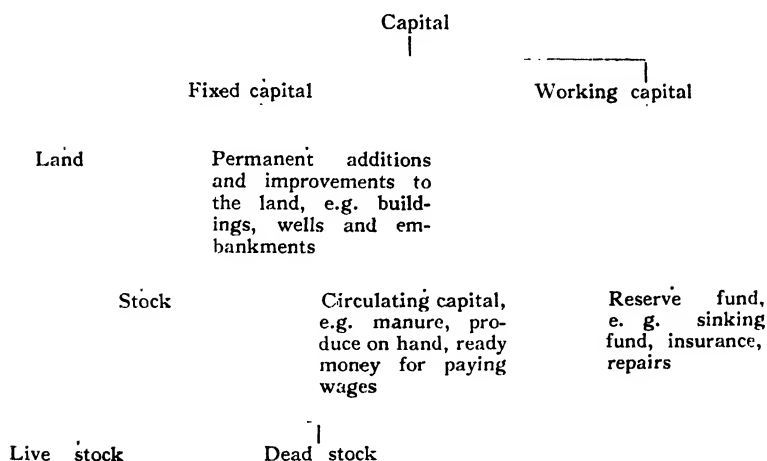 Capital
Fixed capital
Working capital
Land
Permanent additions
and improvements to
the land, e.g. build-
ings, wells and em-
bankments
Stock
Circulating capital,
e.g. manure, pro-
duce on hand, ready
money for paying
wages
Reserve fund,
e. g. sinking
fund, insurance,
repairs
Live stock
Dead stock